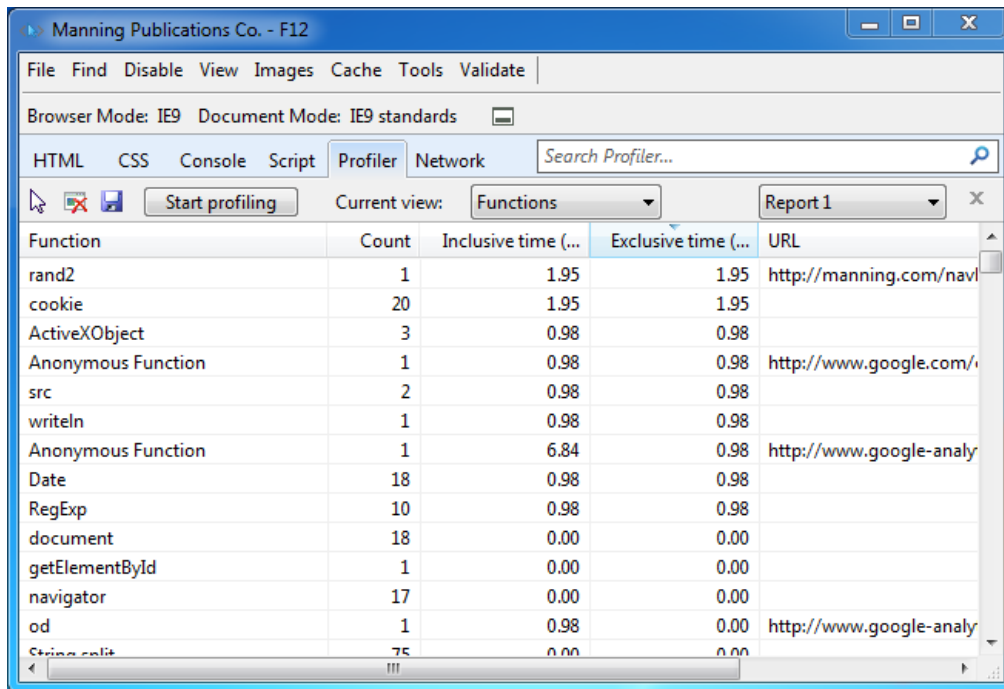 Manning Publications Co. - F12
File Find Disable View Images Cache Tools Validate
Browser Mode: IE9 Document Mode: IE9 standards
HTML CSS Console Script Profiler Network Search Profiler...
Start profiling Current view: Functions Report 1
Function Count Inclusive time (... Exclusive time (... URL
rand2 1 1.95 1.95 http://manning.com/navl
cookie 20 1.95 1.95
ActiveXObject 3 0.98 0.98
Anonymous Function 1 0.98 0.98 http://www.google.com/
src 2 0.98 0.98
writeln 1 0.98 0.98
Anonymous Function 1 6.84 0.98 http://www.google-analy
Date 18 0.98 0.98
RegExp 10 0.98 0.98
document 18 0.00 0.00
getElementById 1 0.00 0.00
navigator 17 0.00 0.00
od 1 0.98 0.00 http://www.google-analy
String split 75 0.00 0.00